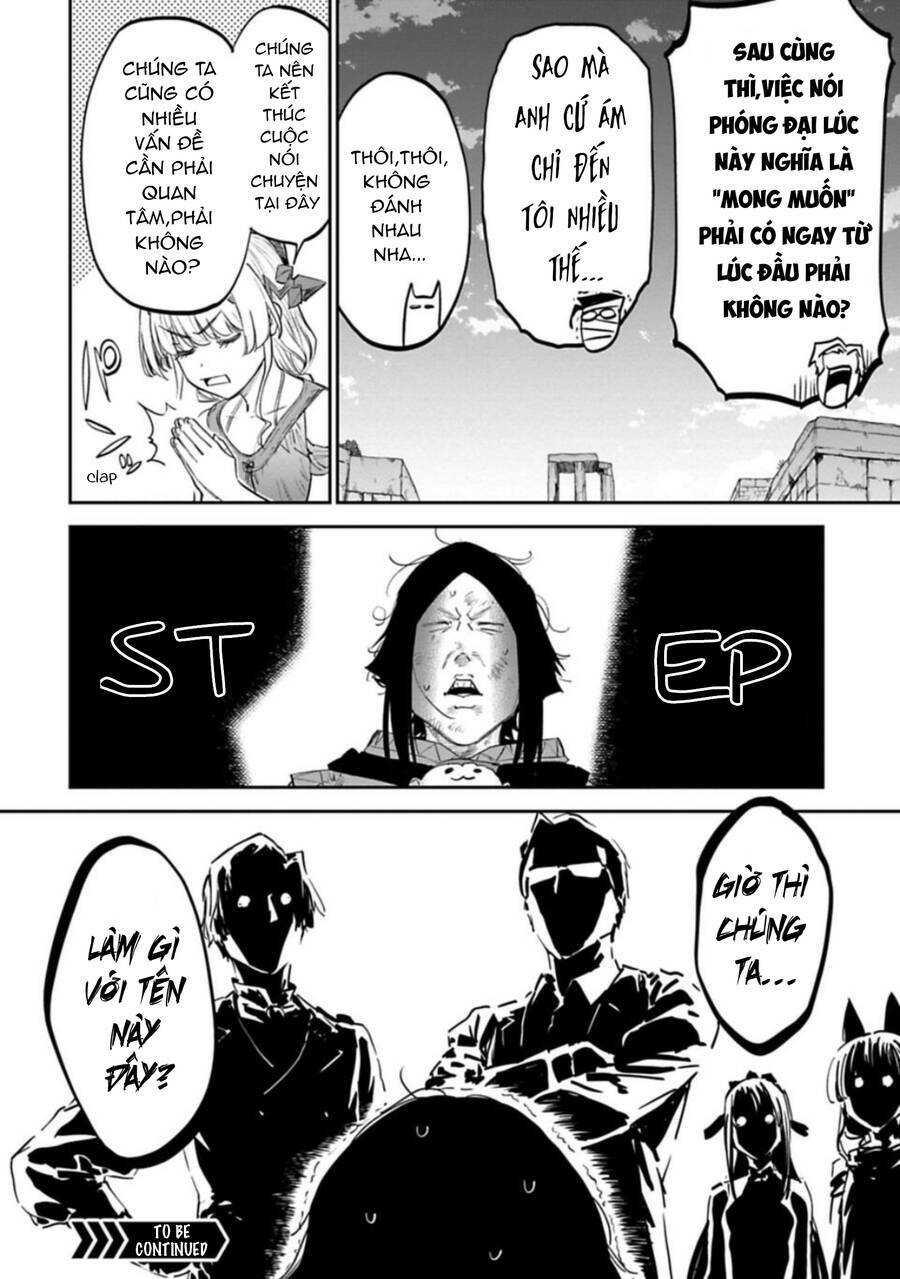 SAU CÙNG
THÌ,VIỆC NÓI
PHÓNG ĐẠI LÚC
NÀY NGHĨA LÀ
"MONG MUỐN"
PHẢI CÓ NGAY TỪ
LÚC ĐẦU PHẢI
KHÔNG NÀO?
SAO MÀ
ANH CỨ ÁM
CHỈ ĐẾN
TÔI NHIỀU
THẾ...
THÔI,THÔI,
KHÔNG
ĐÁNH
NHAU
NHA...
CHÚNG
TA NÊN
KẾT
THÚC
CUỘC
NÓI
CHUYỆN
TẠI ĐÂY
CHÚNG TA
CŨNG CÓ
NHIỀU
VẤN ĐỀ
CẦN PHẢI
QUAN
TÂM,PHẢI
KHÔNG
NÀO?
clap
ST EP
GIỜ THÌ
CHÚNG
TA...
LÀM GÌ
VỚI TÊN
NÀY
ĐÂY?
TO BE
CONTINUED